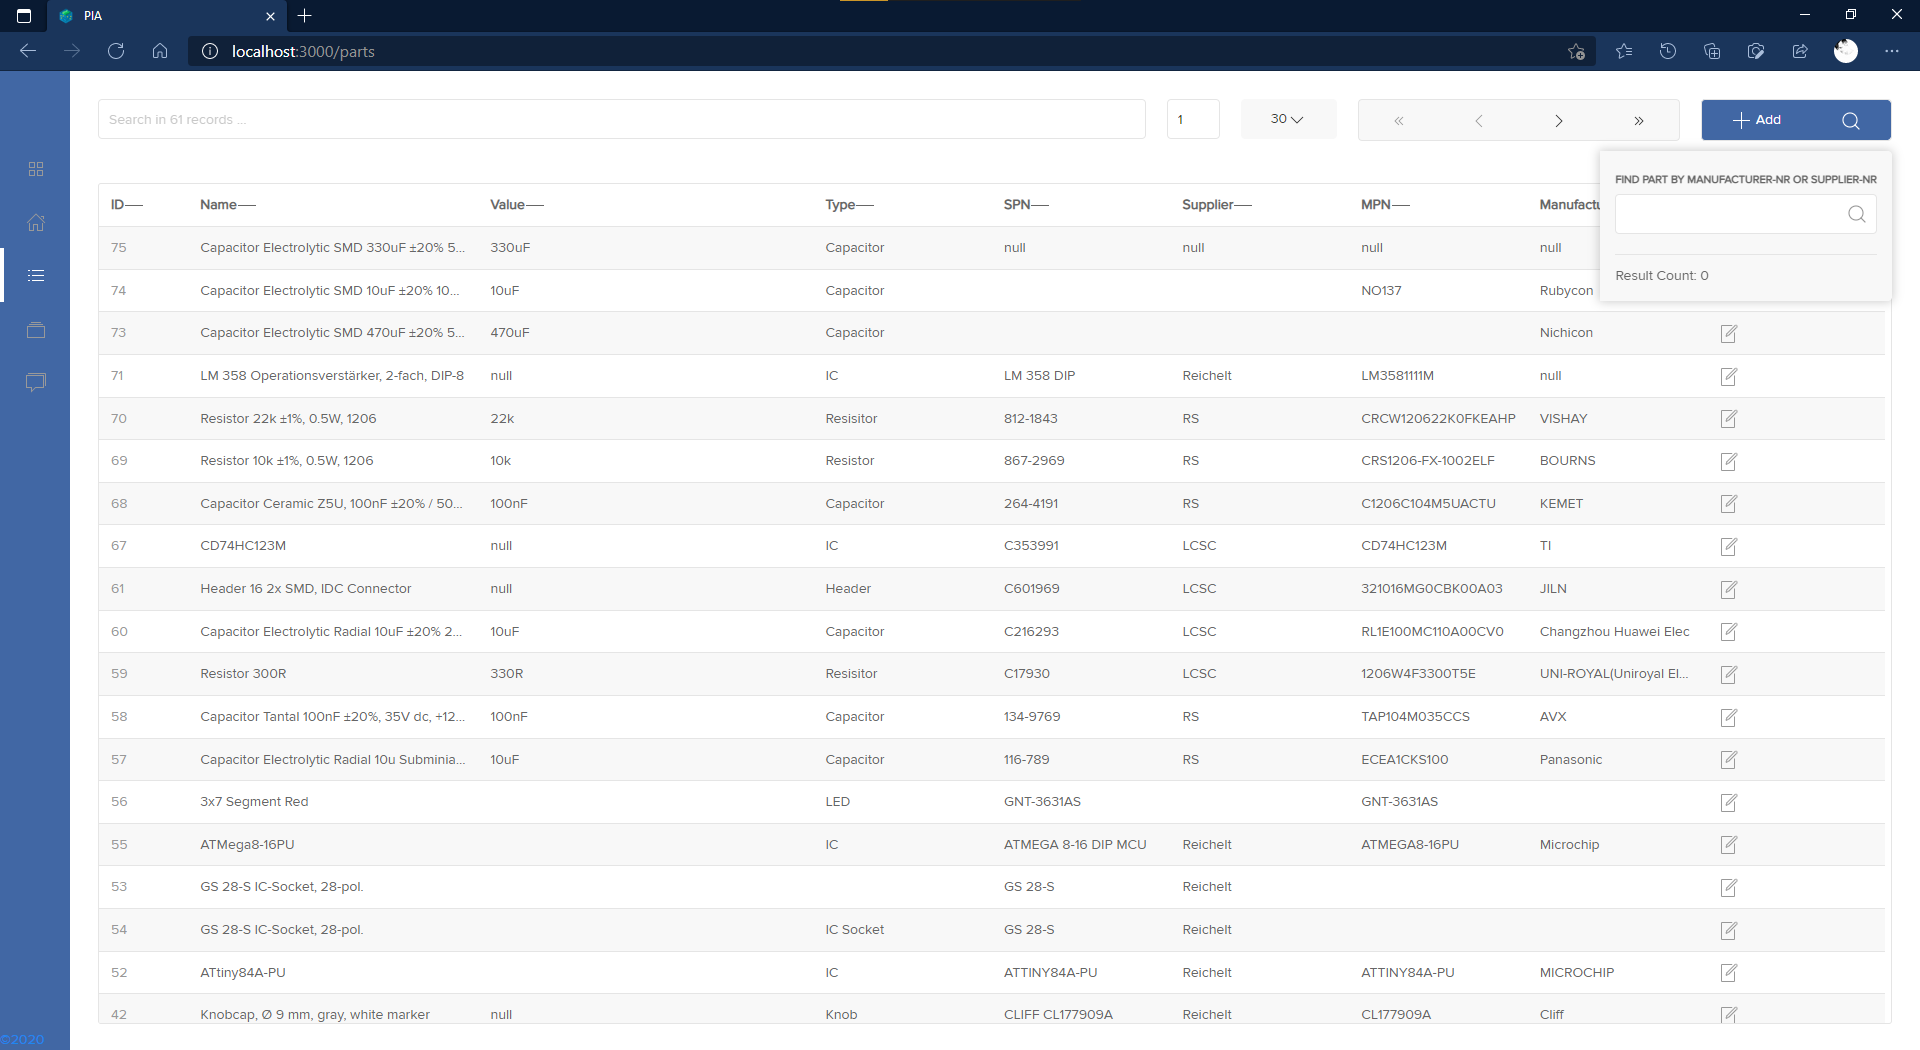 PIA
localhost:3000/parts
Search in 61 records ...
1
30
Add
FIND PART BY MANUFACTURER-NR OR SUPPLIER-NR
Result Count: 0
ID Name Value Type SPN Supplier MPN Manufactu
75 Capacitor Electrolytic SMD 330uF ±20% 5... 330uF Capacitor null null null null
74 Capacitor Electrolytic SMD 10uF ±20% 10... 10uF Capacitor NO137 Rubycon
73 Capacitor Electrolytic SMD 470uF ±20% 5... 470uF Capacitor Nichicon
71 LM 358 Operationsverstärker, 2-fach, DIP-8 null IC LM 358 DIP Reichelt LM3581111M null
70 Resistor 22k ±1%, 0.5W, 1206 22k Resisitor 812-1843 RS CRCW120622K0FKEAHP VISHAY
69 Resistor 10k ±1%, 0.5W, 1206 10k Resistor 867-2969 RS CRS1206-FX-1002ELF BOURNS
68 Capacitor Ceramic Z5U, 100nF ±20% / 50... 100nF Capacitor 264-4191 RS C1206C104M5UACTU KEMET
67 CD74HC123M null IC C353991 LCSC CD74HC123M TI
61 Header 16 2x SMD, IDC Connector null Header C601969 LCSC 321016MG0CBK00A03 JILN
60 Capacitor Electrolytic Radial 10uF ±20% 2... 10uF Capacitor C216293 LCSC RL1E100MC110A00CV0 Changzhou Huawei Elec
59 Resistor 300R 330R Resisitor C17930 LCSC 1206W4F3300T5E UNI-ROYAL(Uniroyal El...
58 Capacitor Tantal 100nF ±20%, 35V dc, +12... 100nF Capacitor 134-9769 RS TAP104M035CCS AVX
57 Capacitor Electrolytic Radial 10u Subminia... 10uF Capacitor 116-789 RS ECEA1CKS100 Panasonic
56 3x7 Segment Red LED GNT-3631AS GNT-3631AS
55 ATMega8-16PU IC ATMEGA 8-16 DIP MCU Reichelt ATMEGA8-16PU Microchip
53 GS 28-S IC-Socket, 28-pol. GS 28-S Reichelt
54 GS 28-S IC-Socket, 28-pol. IC Socket GS 28-S Reichelt
52 ATtiny84A-PU IC ATTINY84A-PU Reichelt ATTINY84A-PU MICROCHIP
42 Knobcap, Ø 9 mm, gray, white marker null Knob CLIFF CL177909A Reichelt CL177909A Cliff
©2020